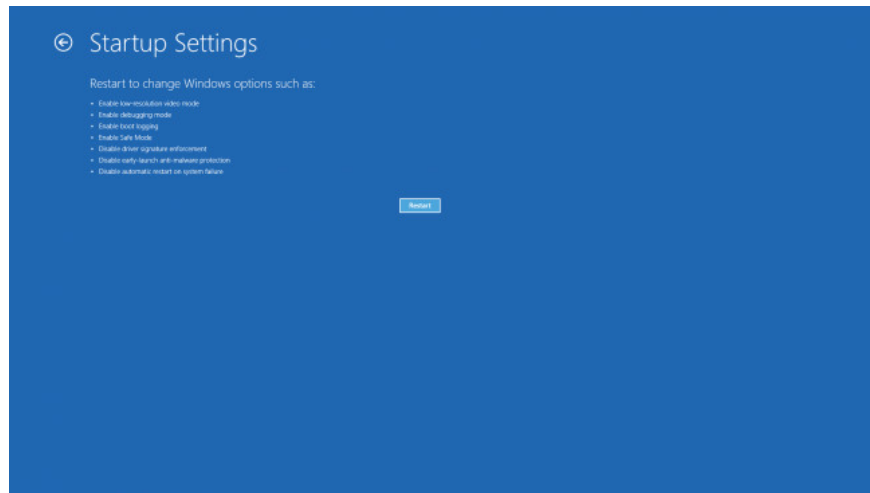 Startup Settings
Restart to change Windows options such as:
• Enable low-resolution video mode
• Enable debugging mode
• Enable boot logging
• Enable Safe Mode
• Disable driver signature enforcement
• Disable early-launch anti-malware protection
• Disable automatic restart on system failure
Restart